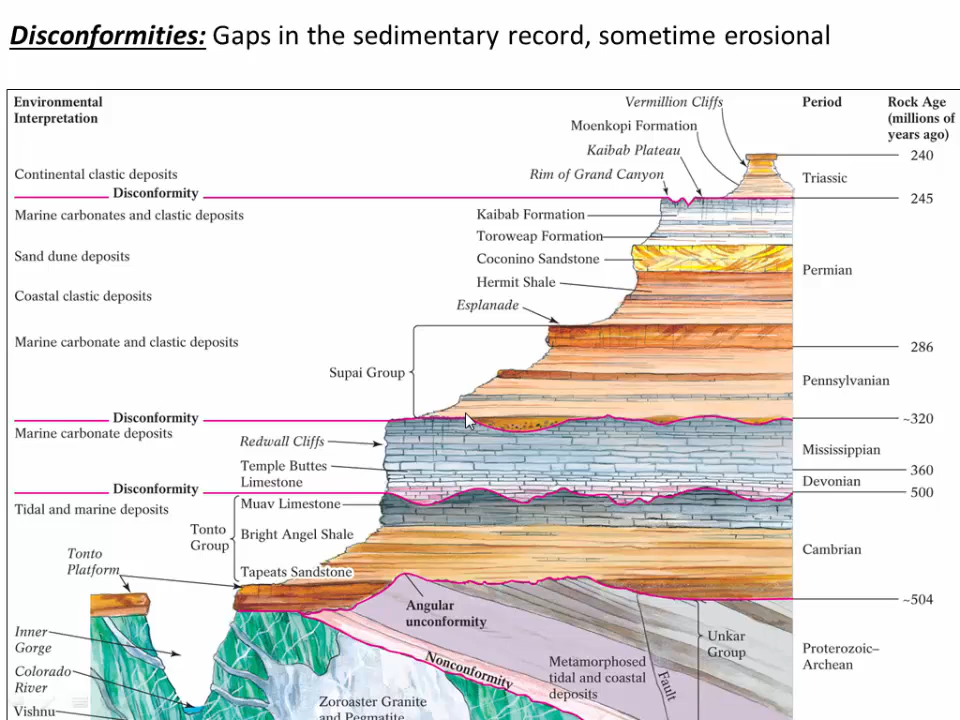 Disconformities: Gaps in the sedimentary record, sometime erosional
Environmental
Interpretation
Vermillion Cliffs
Period
Rock Age
(millions of
years ago)
Moenkopi Formation
Kaibab Plateau
240
Continental clastic deposits
Rim of Grand Canyon
Triassic
Disconformity
245
Marine carbonates and clastic deposits
Kaibab Formation
Toroweap Formation
Sand dune deposits
Coconino Sandstone
Permian
Hermit Shale
Coastal clastic deposits
Esplanade
Marine carbonate and clastic deposits
286
Supai Group
Pennsylvanian
Disconformity
~320
Marine carbonate deposits
Redwall Cliffs
Mississippian
Temple Buttes
Limestone
360
Devonian
Disconformity
500
Tidal and marine deposits
Muav Limestone
Tonto
Group
Bright Angel Shale
Cambrian
Tonto
Platform
Tapeats Sandstone
~504
Angular
unconformity
Inner
Gorge
Unkar
Group
Proterozoic–
Archean
Nonconformity
Metamorphosed
tidal and coastal
deposits
Fault
Colorado
River
Zoroaster Granite
and Pegmatite
Vishnu